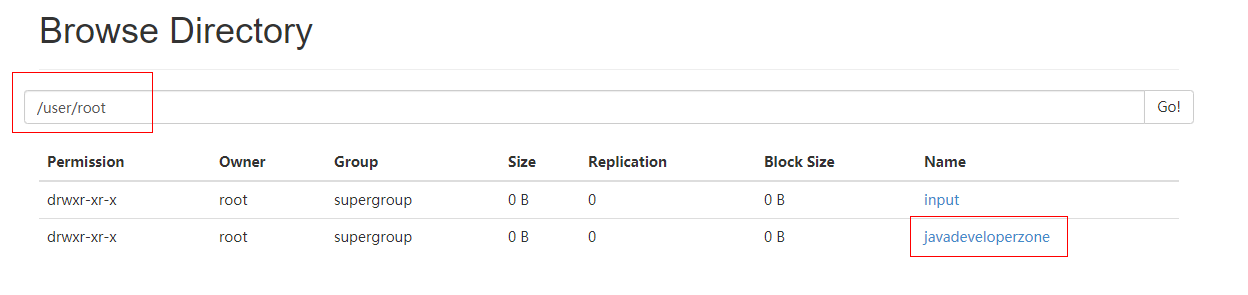 Browse Directory
/user/root Go!
Permission Owner Group Size Replication Block Size Name
drwxr-xr-x root supergroup 0 B 0 0 B input
drwxr-xr-x root supergroup 0 B 0 0 B javadeveloperzone